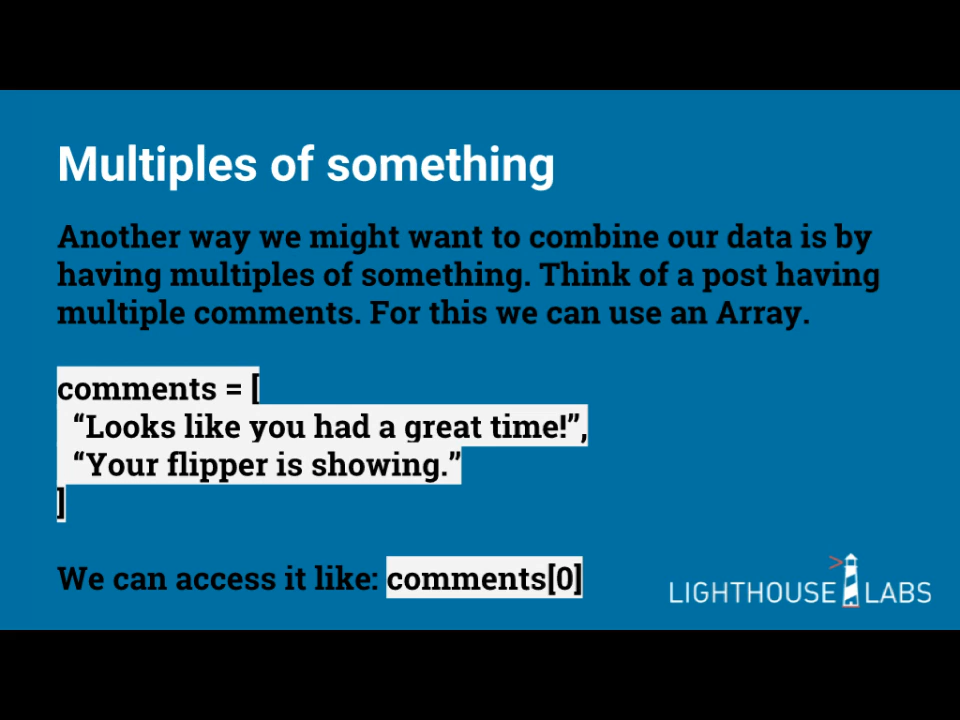 Multiples of something
Another way we might want to combine our data is by
having multiples of something. Think of a post having
multiple comments. For this we can use an Array.
comments = [
“Looks like you had a great time!”,
“Your flipper is showing.”
]
We can access it like: comments[0]
LIGHTHOUSE LABS